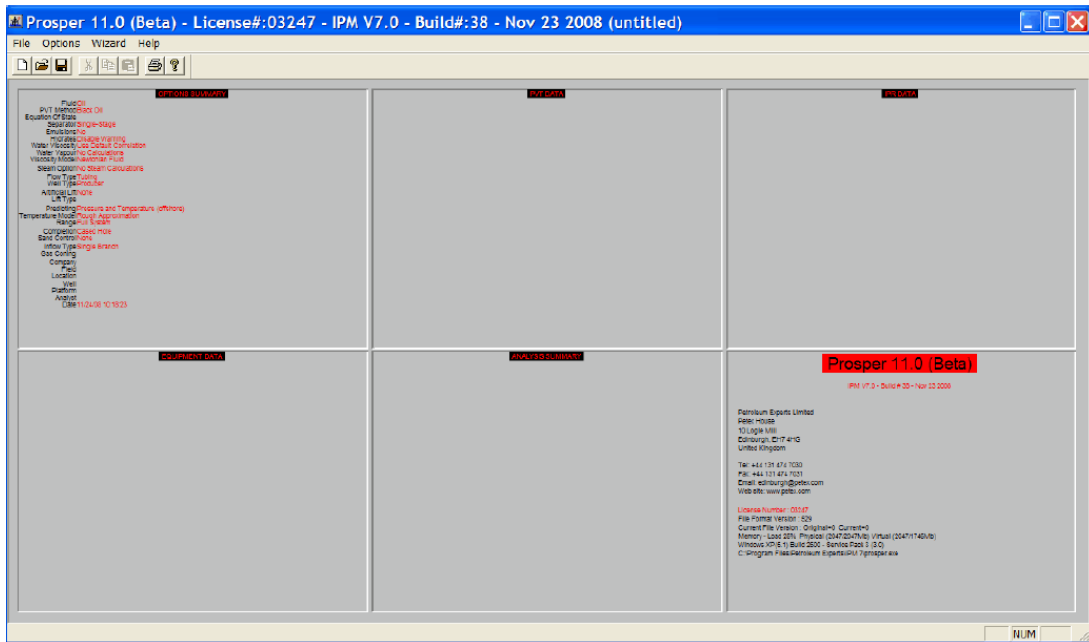 Prosper 11.0 (Beta) - License#:03247 - IPM V7.0 - Build#:38 - Nov 23 2008 (untitled)
File Options Wizard Help
OPTIONS SUMMARY
Fluid Oil
PVT Method Black Oil
Equation Of State
Separator Single-Stage
Emulsions No
Hydrates Disable Warning
Water Viscosity Use Default Correlation
Water Vapour No Calculations
Viscosity Model Newtonian Fluid
Steam Option No Steam Calculations
Flow Type Tubing
Well Type Producer
Artificial Lift None
Lift Type
Predicting Pressure and Temperature (offshore)
Temperature Model Rough Approximation
Range Full System
Completion Cased Hole
Sand Control None
Inflow Type Single Branch
Gas Coning
Company
Field
Location
Well
Platform
Analyst
Date 11/24/08 10:18:23
PVT DATA
IPR DATA
EQUIPMENT DATA
ANALYSIS SUMMARY
Prosper 11.0 (Beta)
IPM V7.0 - Build # 38 - Nov 23 2008
Petroleum Experts Limited
Petex House
10 Logie Mill
Edinburgh, EH7 4HG
United Kingdom
Tel: +44 131 474 7030
Fax: +44 131 474 7031
Email: edinburgh@petex.com
Web site: www.petex.com
License Number : 03247
File Format Version : 529
Current File Version : Original=0 Current=0
Memory - Load 25% Physical (2047/2047Mb) Virtual (2047/1746Mb)
Windows XP(5.1) Build:2600 - Service Pack 3 (3.0)
C:\Program Files\Petroleum Experts\IPM 7\prosper.exe
NUM